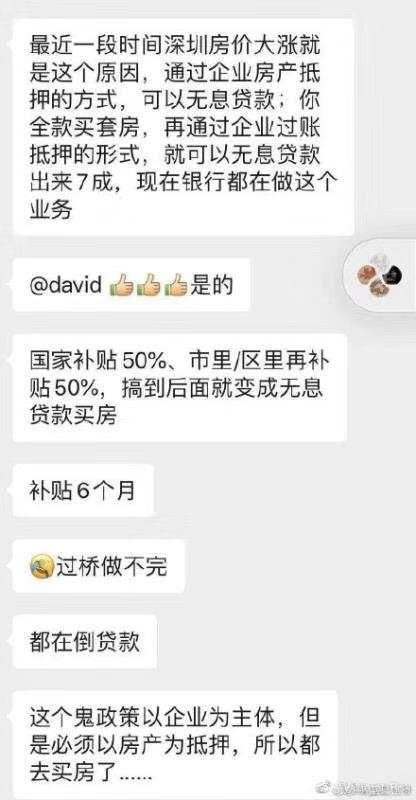 最近一段时间深圳房价大涨就
是这个原因，通过企业房产抵
押的方式，可以无息贷款；你
全款买套房，再通过企业过账
抵押的形式，就可以无息贷款
出来7成，现在银行都在做这个
业务
@david 👍👍👍是的
国家补贴50%、市里/区里再补
贴50%，搞到后面就变成无息
贷款买房
补贴6个月
🤣过桥做不完
都在倒贷款
这个鬼政策以企业为主体，但
是必须以房产为抵押，所以都
去买房了......